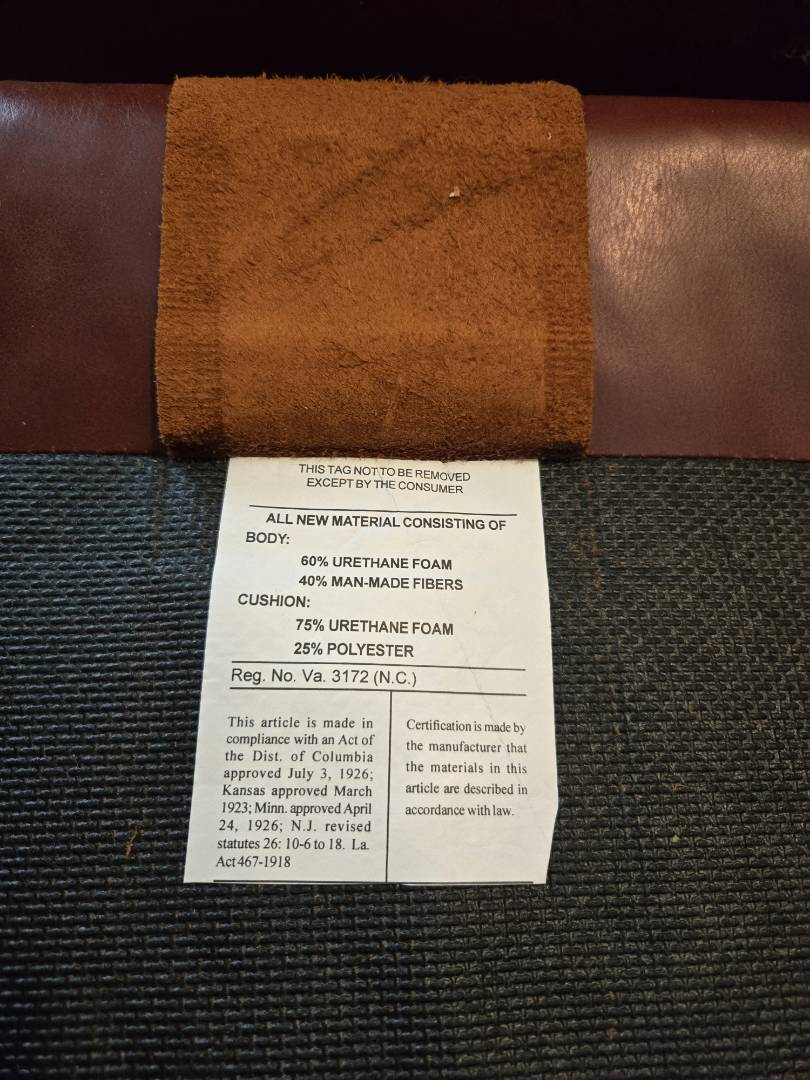 THIS TAG NOT TO BE REMOVED
EXCEPT BY THE CONSUMER
ALL NEW MATERIAL CONSISTING OF
BODY:
60% URETHANE FOAM
40% MAN-MADE FIBERS
CUSHION:
75% URETHANE FOAM
25% POLYESTER
Reg. No. Va. 3172 (N.C.)
This article is made in
compliance with an Act of
the Dist. of Columbia
approved July 3, 1926;
Kansas approved March
1923; Minn. approved April
24, 1926; N.J. revised
statutes 26: 10-6 to 18. La.
Act 467-1918
Certification is made by
the manufacturer that
the materials in this
article are described in
accordance with law.